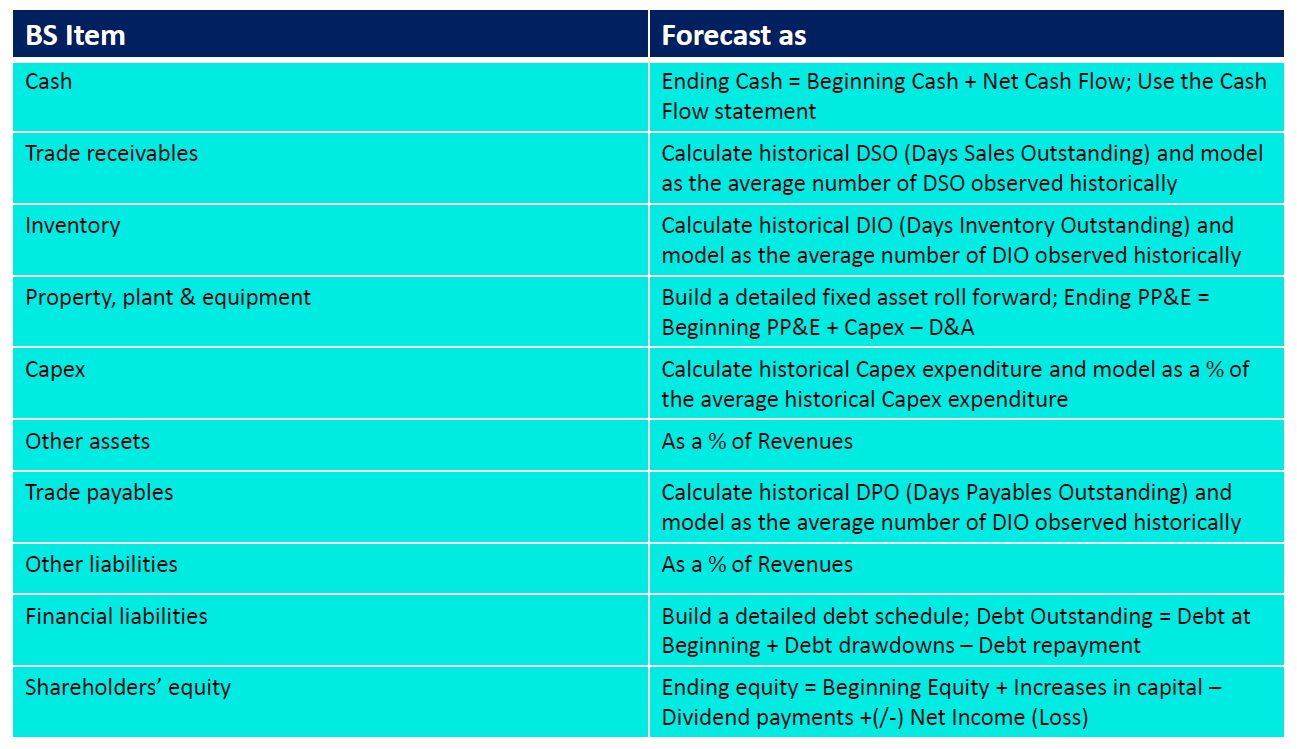 BS Item
Forecast as
Cash
Ending Cash = Beginning Cash + Net Cash Flow; Use the Cash
Flow statement
Trade receivables
Calculate historical DSO (Days Sales Outstanding) and model
as the average number of DSO observed historically
Inventory
Calculate historical DIO (Days Inventory Outstanding) and
model as the average number of DIO observed historically
Property, plant & equipment
Build a detailed fixed asset roll forward; Ending PP&E =
Beginning PP&E + Capex – D&A
Capex
Calculate historical Capex expenditure and model as a % of
the average historical Capex expenditure
Other assets
As a % of Revenues
Trade payables
Calculate historical DPO (Days Payables Outstanding) and
model as the average number of DIO observed historically
Other liabilities
As a % of Revenues
Financial liabilities
Build a detailed debt schedule; Debt Outstanding = Debt at
Beginning + Debt drawdowns – Debt repayment
Shareholders’ equity
Ending equity = Beginning Equity + Increases in capital –
Dividend payments +(/-) Net Income (Loss)